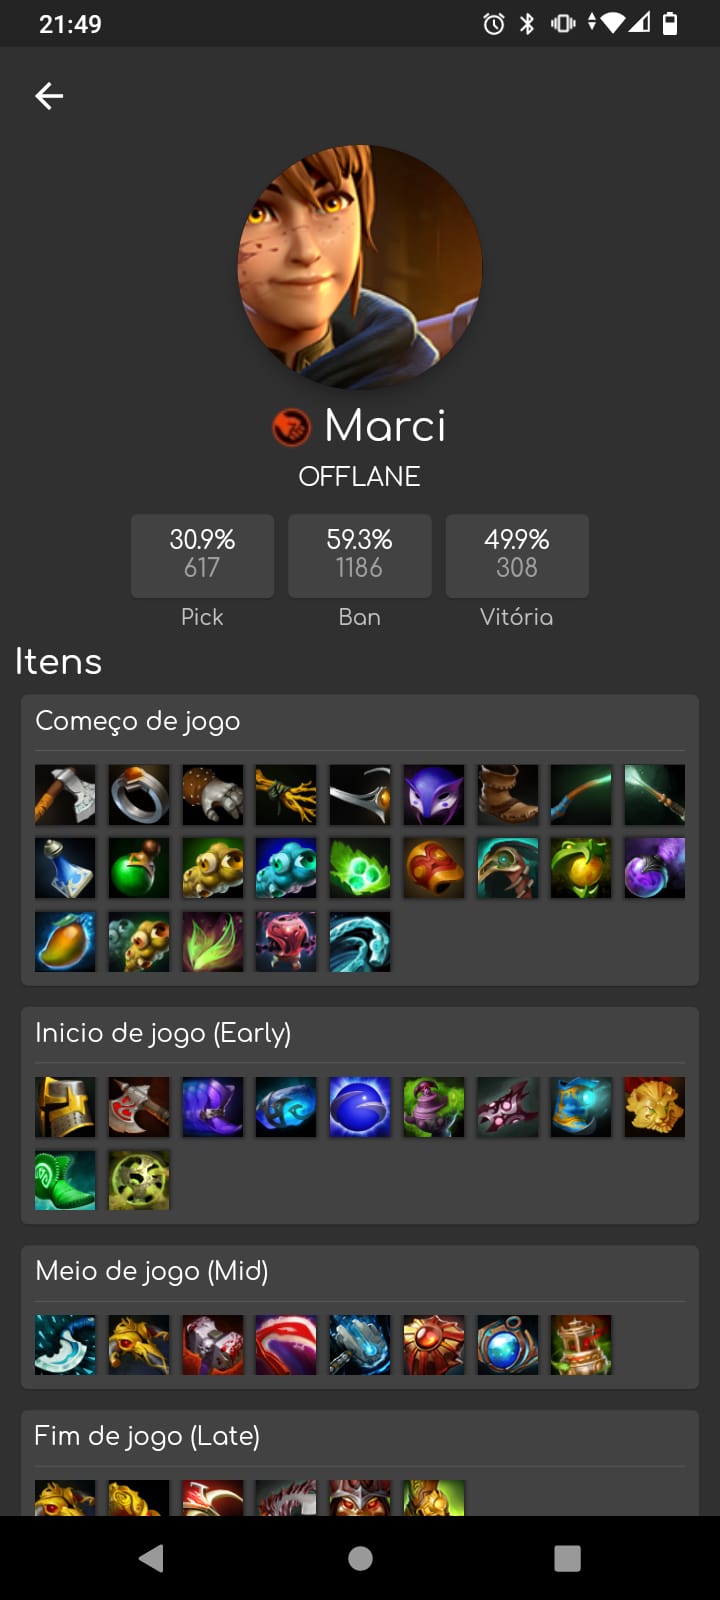 21:49
Marci
OFFLANE
30.9% 59.3% 49.9%
617 1186 308
Pick Ban Vitória
Itens
Começo de jogo
Inicio de jogo (Early)
Meio de jogo (Mid)
Fim de jogo (Late)